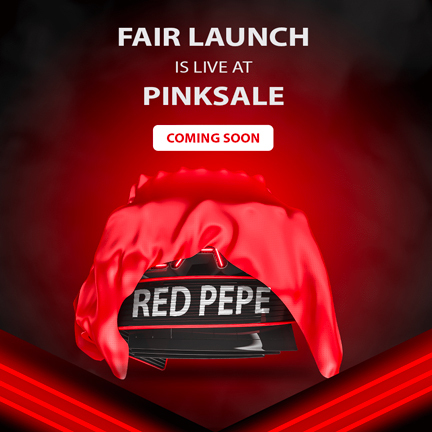 FAIR LAUNCH
IS LIVE AT
PINKSALE
COMING SOON
RED PEPE